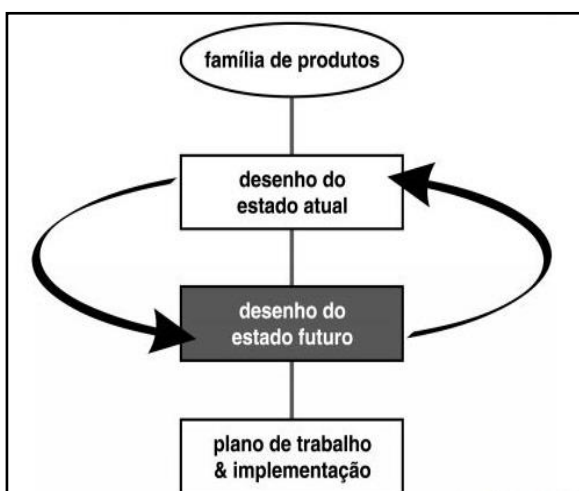 família de produtos
desenho do
estado atual
desenho do
estado futuro
plano de trabalho
& implementação